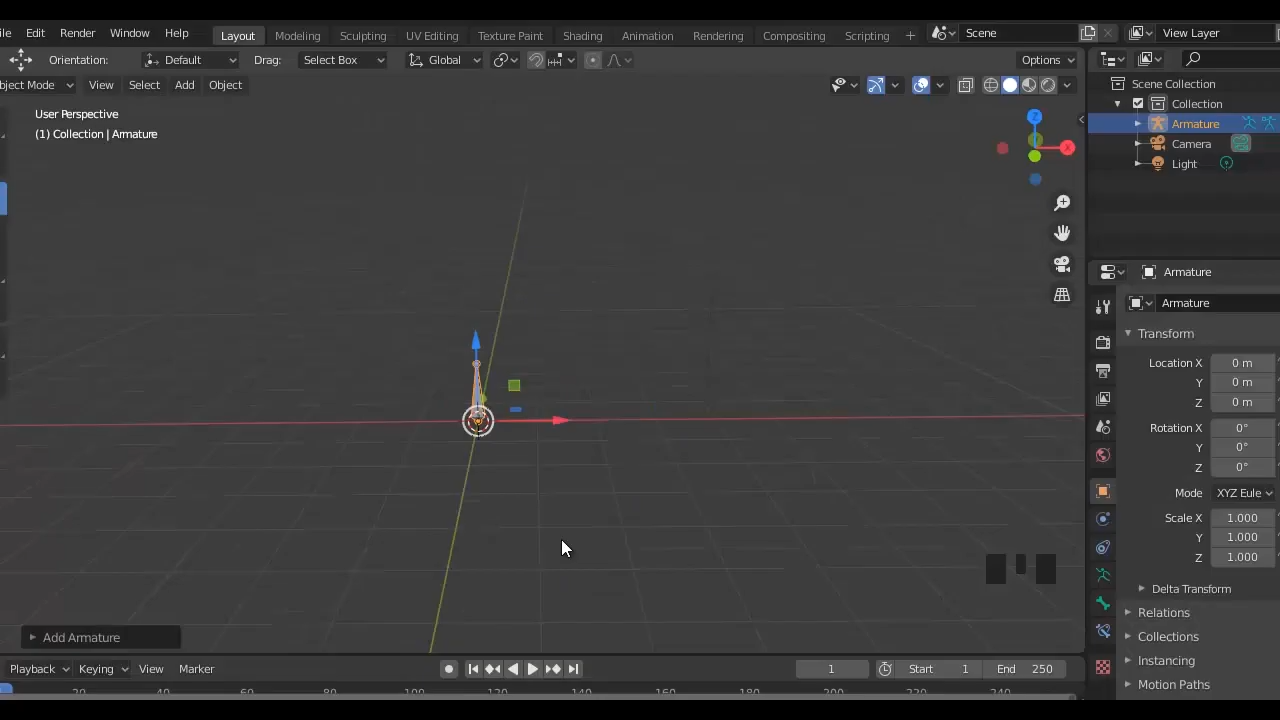 le Edit Render Window Help Layout Modeling Sculpting UV Editing Texture Paint Shading Animation Rendering Compositing Scripting + Scene View Layer
Orientation: Default Drag: Select Box Global Options
bject Mode View Select Add Object
User Perspective
(1) Collection | Armature
Z
X
Scene Collection
Collection
Armature
Camera
Light
Armature
Armature
Transform
Location X 0 m
Y 0 m
Z 0 m
Rotation X 0°
Y 0°
Z 0°
Mode XYZ Eule
Scale X 1.000
Y 1.000
Z 1.000
Delta Transform
Relations
Collections
Instancing
Motion Paths
Add Armature
Playback Keying View Marker 1 Start 1 End 250
20 80 100 120 140 160 180 200 220 240